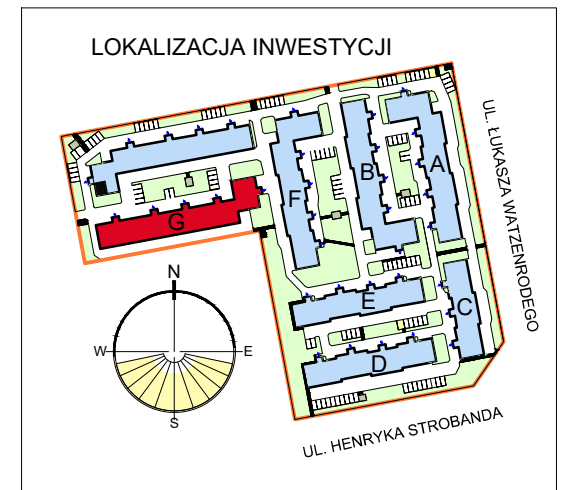 LOKALIZACJA INWESTYCJI
UL. ŁUKASZA WATZENRODEGO
A
B
F
G
C
E
D
N
W
E
S
UL. HENRYKA STROBANDA